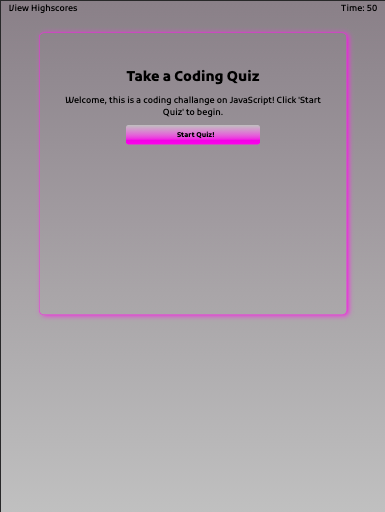 View Highscores
Time: 50
Take a Coding Quiz
Welcome, this is a coding challange on JavaScript! Click 'Start
Quiz' to begin.
Start Quiz!